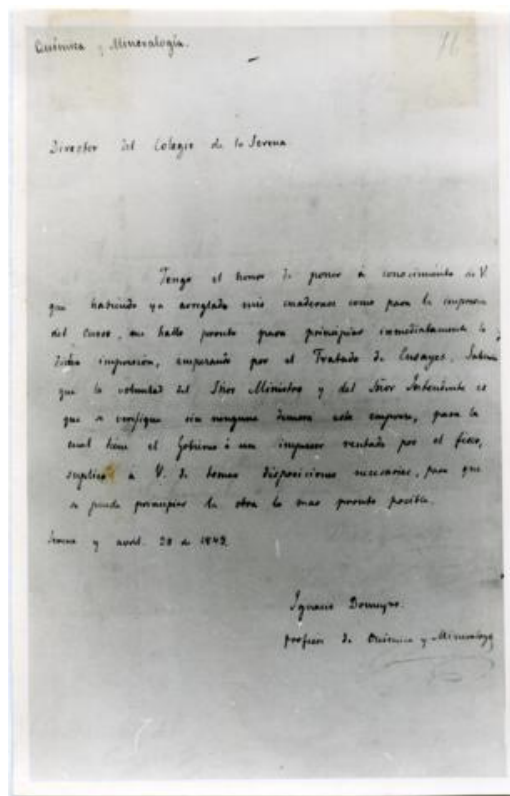 Química y Mineralogía.
Director del Colegio de la Serena
Tengo el honor de poner à conocimiento de V.
que habiendo ya arreglado mis cuadernos como para la impresion
del curso, me hallo pronto para principiar inmediatamente la
dicha impresion, empezando por el Tratado de Ensayes. Sabiendo
que la voluntad del Señor Ministro y del Señor Intendente es
que se verifique sin ninguna demora esta empresa, para la
cual tiene el Gobierno à un impresor rentado por el fisco,
suplico à V. de tomar disposiciones necesarias, para que
se pueda principiar la obra lo mas pronto posible.
Serena y avril. 20 de 1843.
Ignacio Domeyko.
profesor de Química y Mineralogía